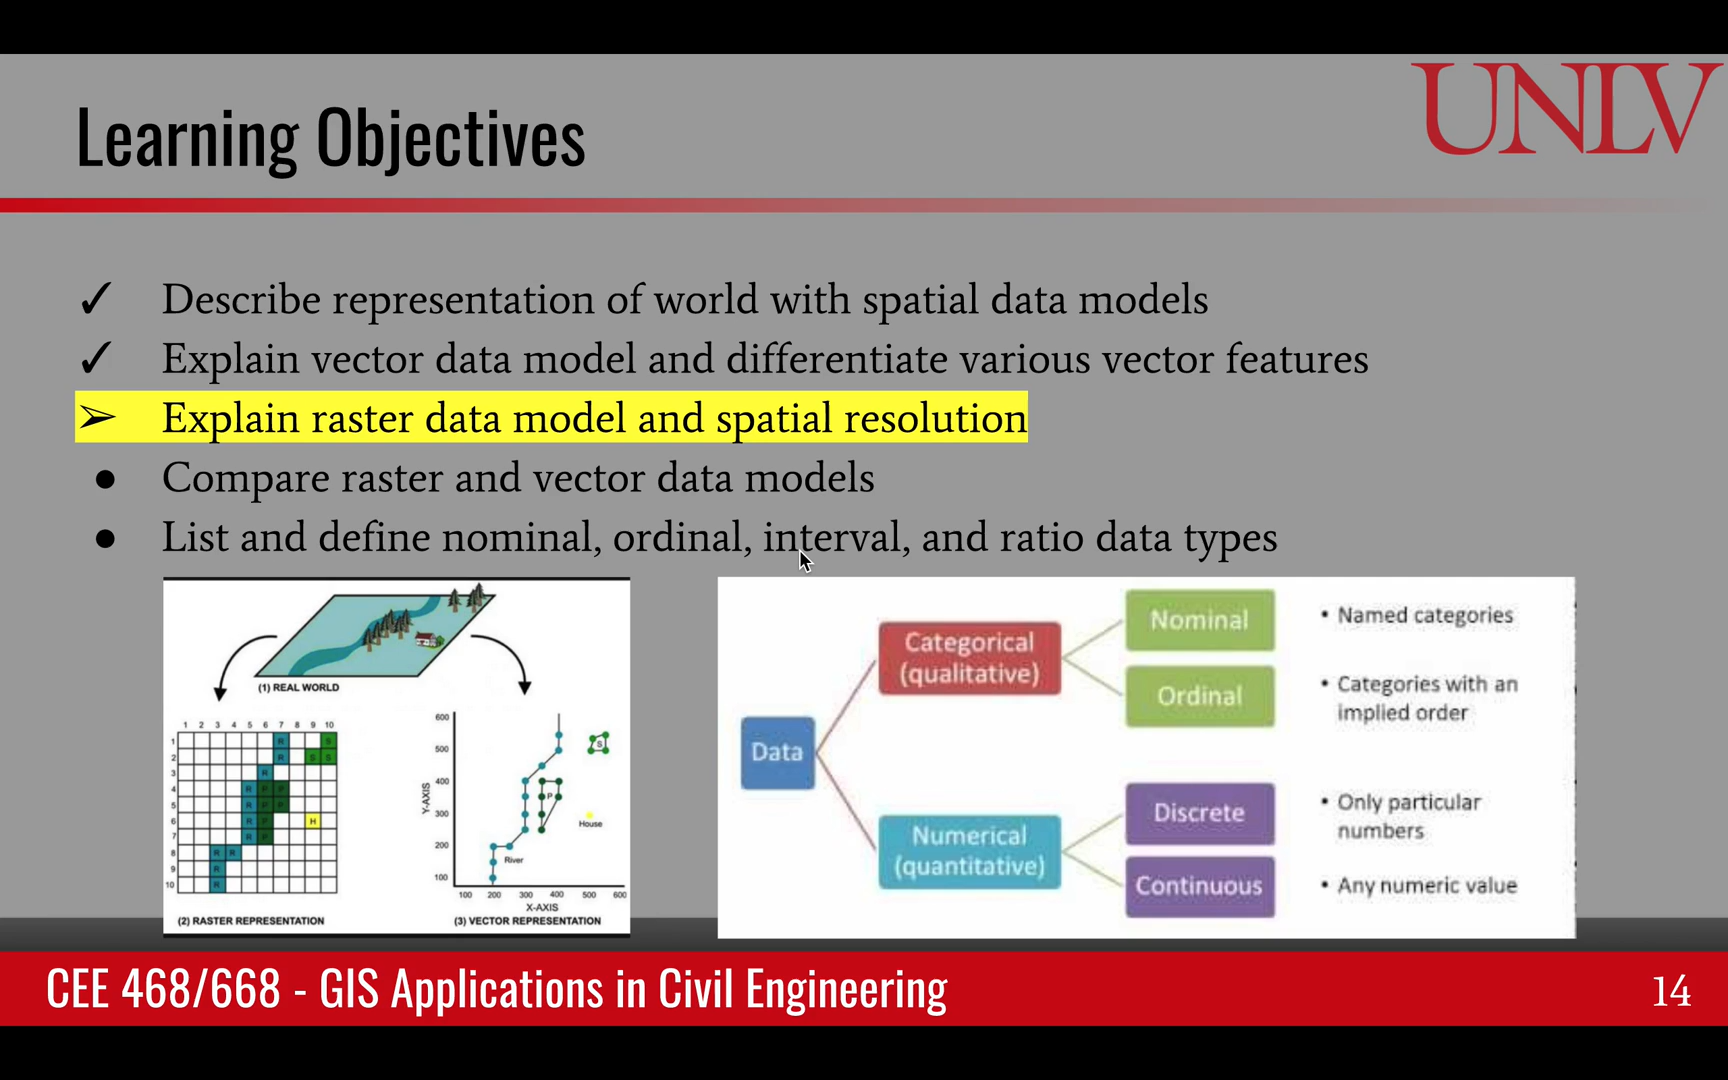 UNLV
Learning Objectives
✓ Describe representation of world with spatial data models
✓ Explain vector data model and differentiate various vector features
➢ Explain raster data model and spatial resolution
● Compare raster and vector data models
● List and define nominal, ordinal, interval, and ratio data types
(1) REAL WORLD
1 2 3 4 5 6 7 8 9 10
1 R S
2 R S S
3 R
4 R P P
5 R P P
6 R P H
7 R P
8 R R
9 R
10 R
(2) RASTER REPRESENTATION
600
500
400
300
200
100
Y-AXIS
S
P
House
River
100 200 300 400 500 600
X-AXIS
(3) VECTOR REPRESENTATION
Data
Categorical
(qualitative)
Numerical
(quantitative)
Nominal
Ordinal
Discrete
Continuous
• Named categories
• Categories with an
implied order
• Only particular
numbers
• Any numeric value
CEE 468/668 - GIS Applications in Civil Engineering
14